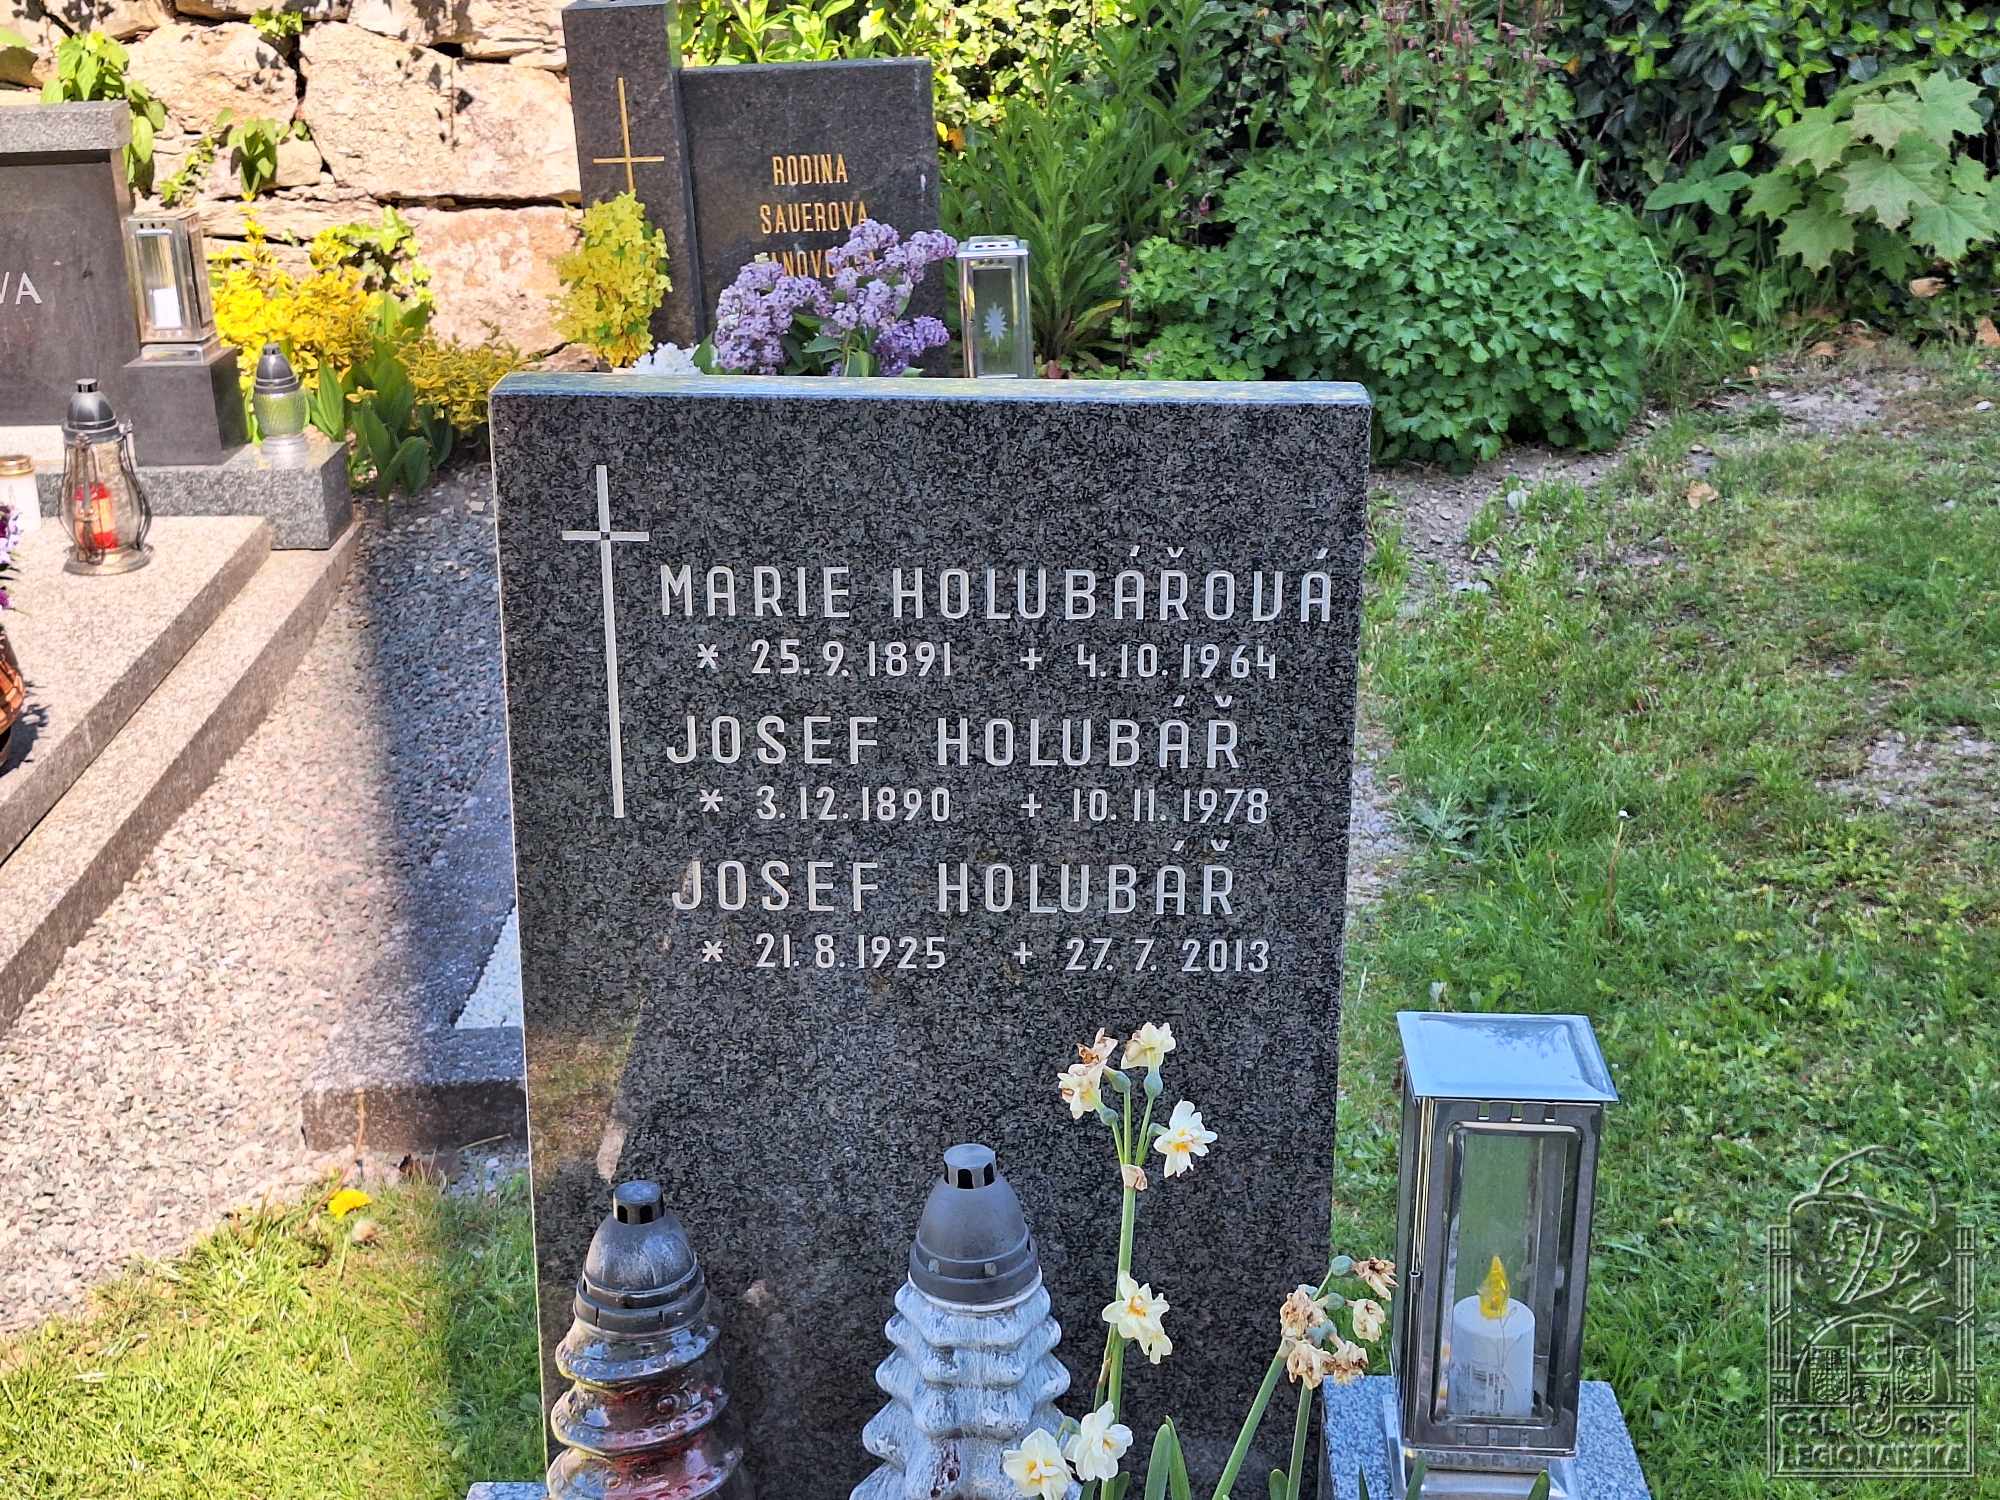 RODINA
SAUEROVA
VA
MARIE HOLUBÁŘOVÁ
* 25.9.1891 + 4.10.1964
JOSEF HOLUBÁŘ
* 3.12.1890 + 10.11.1978
JOSEF HOLUBÁŘ
* 21.8.1925 + 27.7.2013
ČSL. OBEC
LEGIONÁŘSKÁ